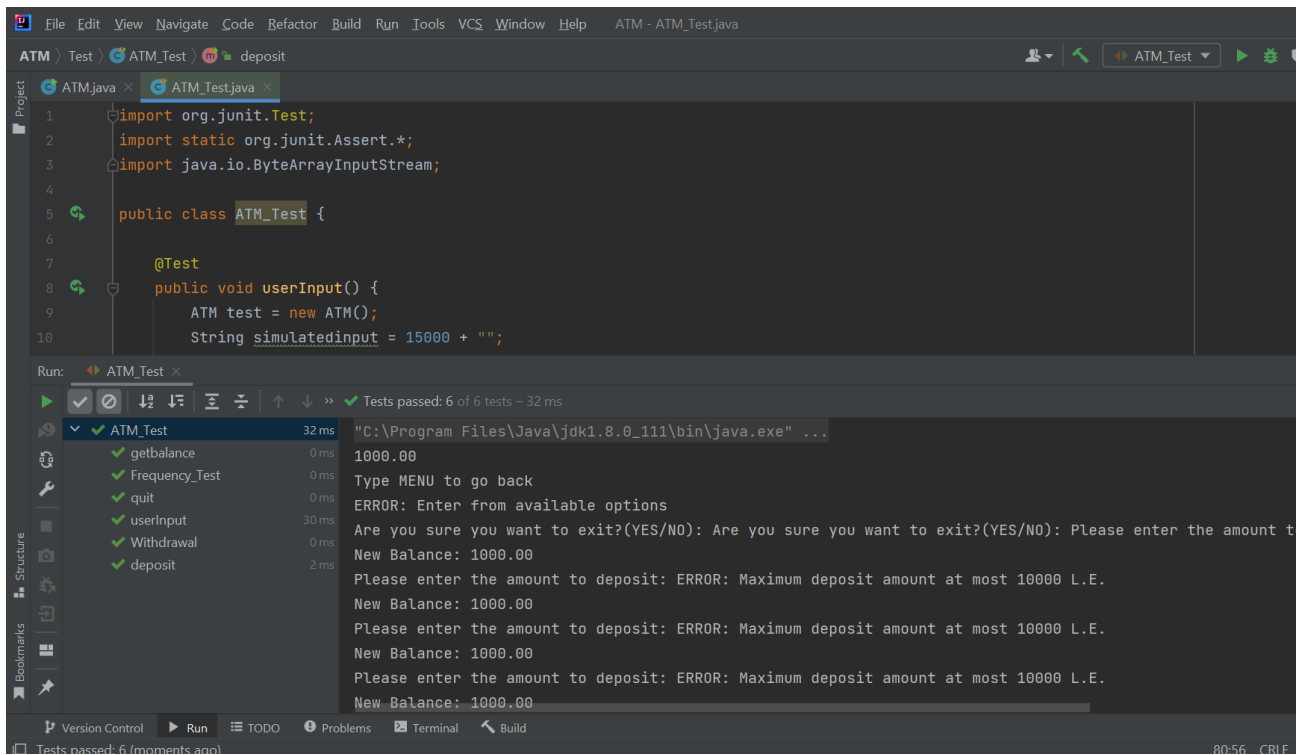 File Edit View Navigate Code Refactor Build Run Tools VCS Window Help ATM - ATM_Test.java
ATM Test ATM_Test deposit ATM_Test
ATM.java ATM_Test.java
Project
1 import org.junit.Test;
2 import static org.junit.Assert.*;
3 import java.io.ByteArrayInputStream;
4
5 public class ATM_Test {
6
7 @Test
8 public void userInput() {
9 ATM test = new ATM();
10 String simulatedinput = 15000 + "";
Run: ATM_Test
Tests passed: 6 of 6 tests – 32 ms
ATM_Test 32 ms
getbalance 0 ms
Frequency_Test 0 ms
quit 0 ms
userInput 30 ms
Withdrawal 0 ms
deposit 2 ms
"C:\Program Files\Java\jdk1.8.0_111\bin\java.exe" ...
1000.00
Type MENU to go back
ERROR: Enter from available options
Are you sure you want to exit?(YES/NO): Are you sure you want to exit?(YES/NO): Please enter the amount t
New Balance: 1000.00
Please enter the amount to deposit: ERROR: Maximum deposit amount at most 10000 L.E.
New Balance: 1000.00
Please enter the amount to deposit: ERROR: Maximum deposit amount at most 10000 L.E.
New Balance: 1000.00
Please enter the amount to deposit: ERROR: Maximum deposit amount at most 10000 L.E.
New Balance: 1000.00
Structure
Bookmarks
Version Control Run TODO Problems Terminal Build
Tests passed: 6 (moments ago) 80:56 CRLF